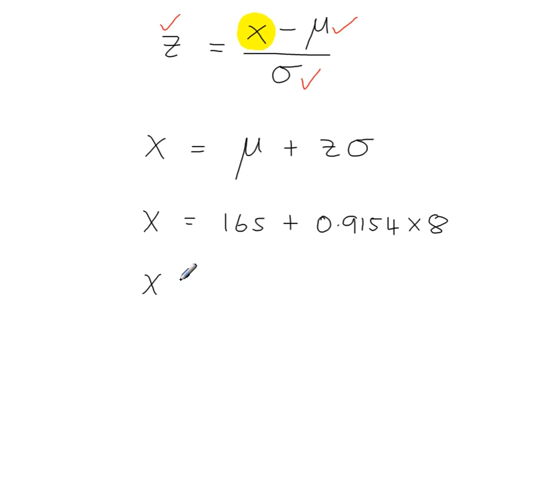 z = x - μ / σ
X = μ + zσ
X = 165 + 0.9154 × 8
X